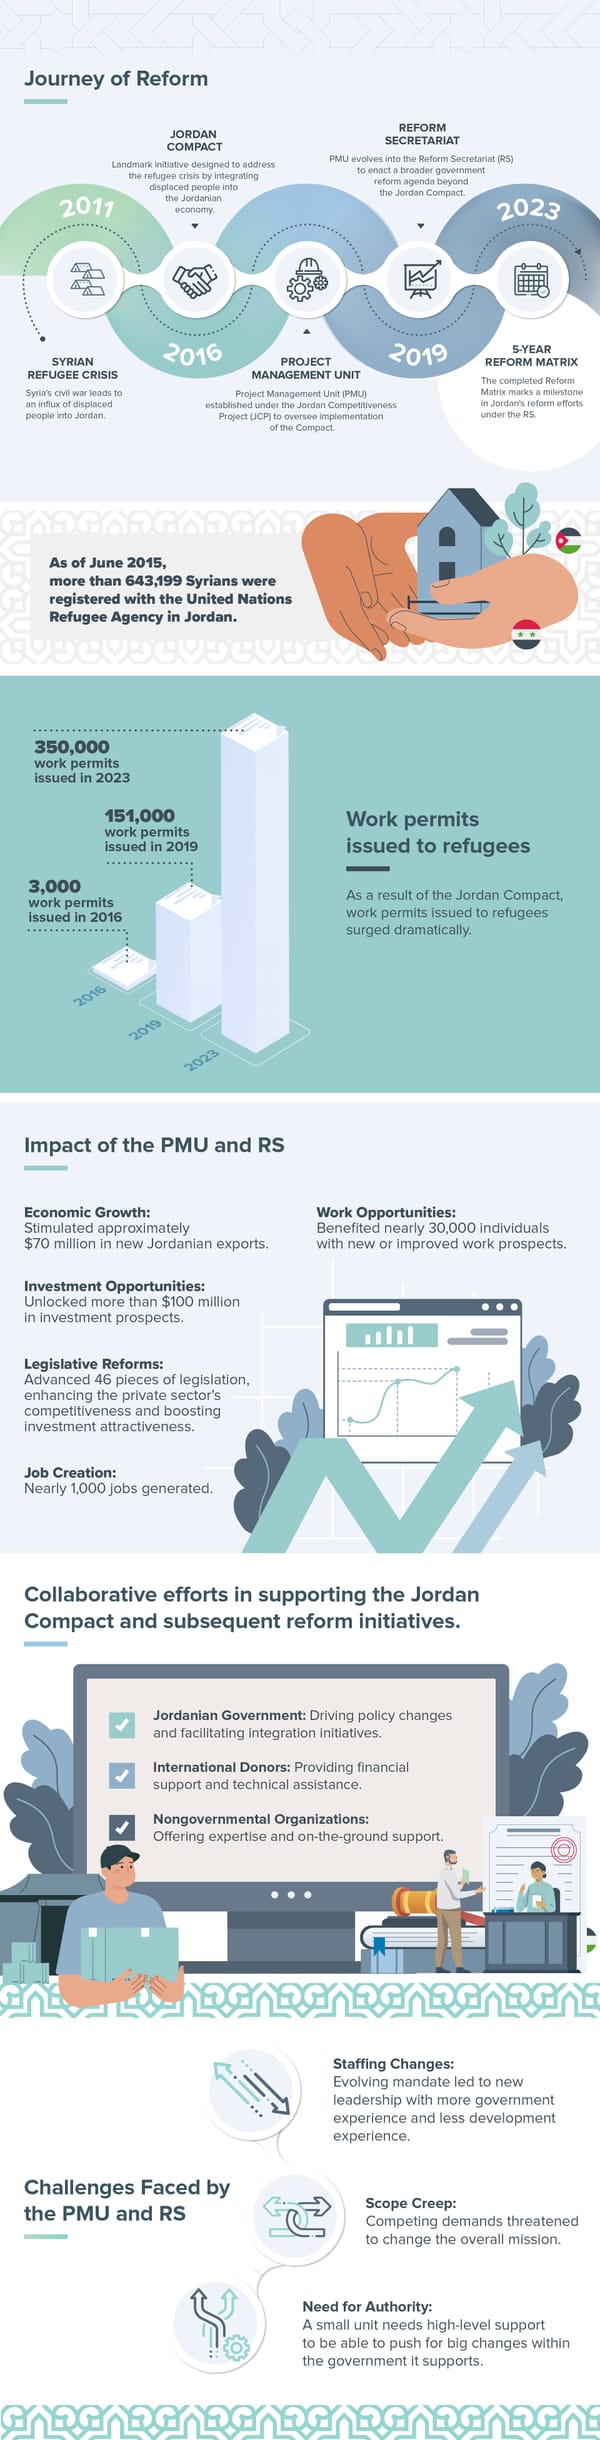 Journey of Reform
JORDAN
COMPACT
Landmark initiative designed to address
the refugee crisis by integrating
displaced people into
the Jordanian
economy.
REFORM
SECRETARIAT
PMU evolves into the Reform Secretariat (RS)
to enact a broader government
reform agenda beyond
the Jordan Compact.
2011
2023
2016
2019
SYRIAN
REFUGEE CRISIS
Syria's civil war leads to
an influx of displaced
people into Jordan.
PROJECT
MANAGEMENT UNIT
Project Management Unit (PMU)
established under the Jordan Competitiveness
Project (JCP) to oversee implementation
of the Compact.
5-YEAR
REFORM MATRIX
The completed Reform
Matrix marks a milestone
in Jordan's reform efforts
under the RS.
As of June 2015,
more than 643,199 Syrians were
registered with the United Nations
Refugee Agency in Jordan.
350,000
work permits
issued in 2023
151,000
work permits
issued in 2019
3,000
work permits
issued in 2016
2016
2019
2023
Work permits
issued to refugees
As a result of the Jordan Compact,
work permits issued to refugees
surged dramatically.
Impact of the PMU and RS
Economic Growth:
Stimulated approximately
$70 million in new Jordanian exports.
Investment Opportunities:
Unlocked more than $100 million
in investment prospects.
Legislative Reforms:
Advanced 46 pieces of legislation,
enhancing the private sector's
competitiveness and boosting
investment attractiveness.
Job Creation:
Nearly 1,000 jobs generated.
Work Opportunities:
Benefited nearly 30,000 individuals
with new or improved work prospects.
Collaborative efforts in supporting the Jordan
Compact and subsequent reform initiatives.
Jordanian Government: Driving policy changes
and facilitating integration initiatives.
International Donors: Providing financial
support and technical assistance.
Nongovernmental Organizations:
Offering expertise and on-the-ground support.
Challenges Faced by
the PMU and RS
Staffing Changes:
Evolving mandate led to new
leadership with more government
experience and less development
experience.
Scope Creep:
Competing demands threatened
to change the overall mission.
Need for Authority:
A small unit needs high-level support
to be able to push for big changes within
the government it supports.